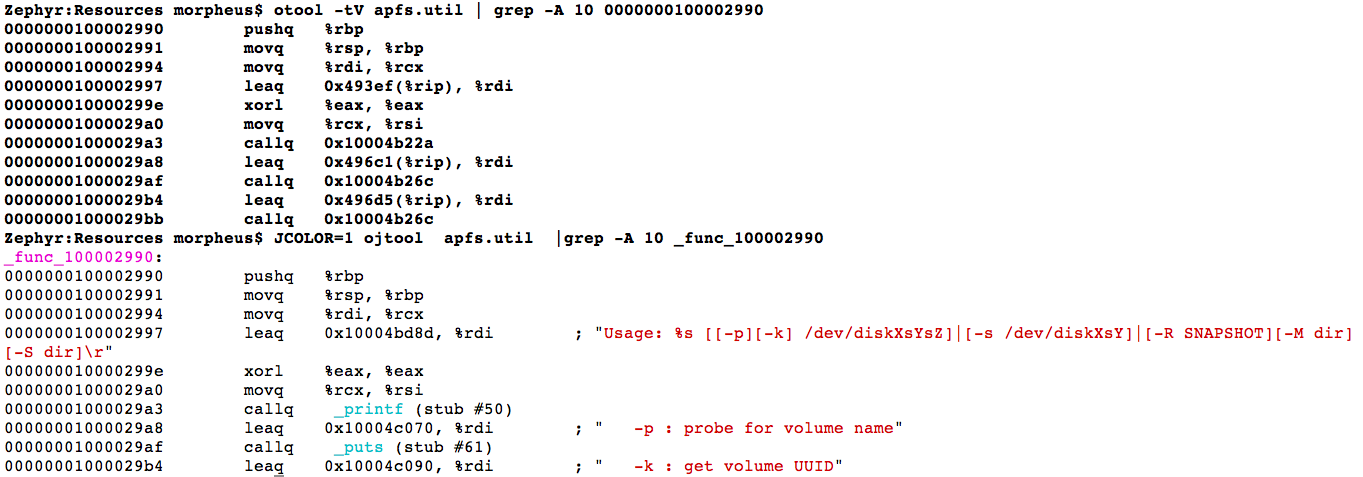 Zephyr:Resources morpheus$ otool -tV apfs.util | grep -A 10 0000000100002990
0000000100002990 pushq %rbp
0000000100002991 movq %rsp, %rbp
0000000100002994 movq %rdi, %rcx
0000000100002997 leaq 0x493ef(%rip), %rdi
000000010000299e xorl %eax, %eax
00000001000029a0 movq %rcx, %rsi
00000001000029a3 callq 0x10004b22a
00000001000029a8 leaq 0x496c1(%rip), %rdi
00000001000029af callq 0x10004b26c
00000001000029b4 leaq 0x496d5(%rip), %rdi
00000001000029bb callq 0x10004b26c
Zephyr:Resources morpheus$ JCOLOR=1 ojtool apfs.util |grep -A 10 _func_100002990
_func_100002990:
0000000100002990 pushq %rbp
0000000100002991 movq %rsp, %rbp
0000000100002994 movq %rdi, %rcx
0000000100002997 leaq 0x10004bd8d, %rdi ; "Usage: %s [[-p][-k] /dev/diskXsYsZ]|[-s /dev/diskXsY]|[-R SNAPSHOT][-M dir]
[-S dir]\r"
000000010000299e xorl %eax, %eax
00000001000029a0 movq %rcx, %rsi
00000001000029a3 callq _printf (stub #50)
00000001000029a8 leaq 0x10004c070, %rdi ; " -p : probe for volume name"
00000001000029af callq _puts (stub #61)
00000001000029b4 leaq 0x10004c090, %rdi ; " -k : get volume UUID"